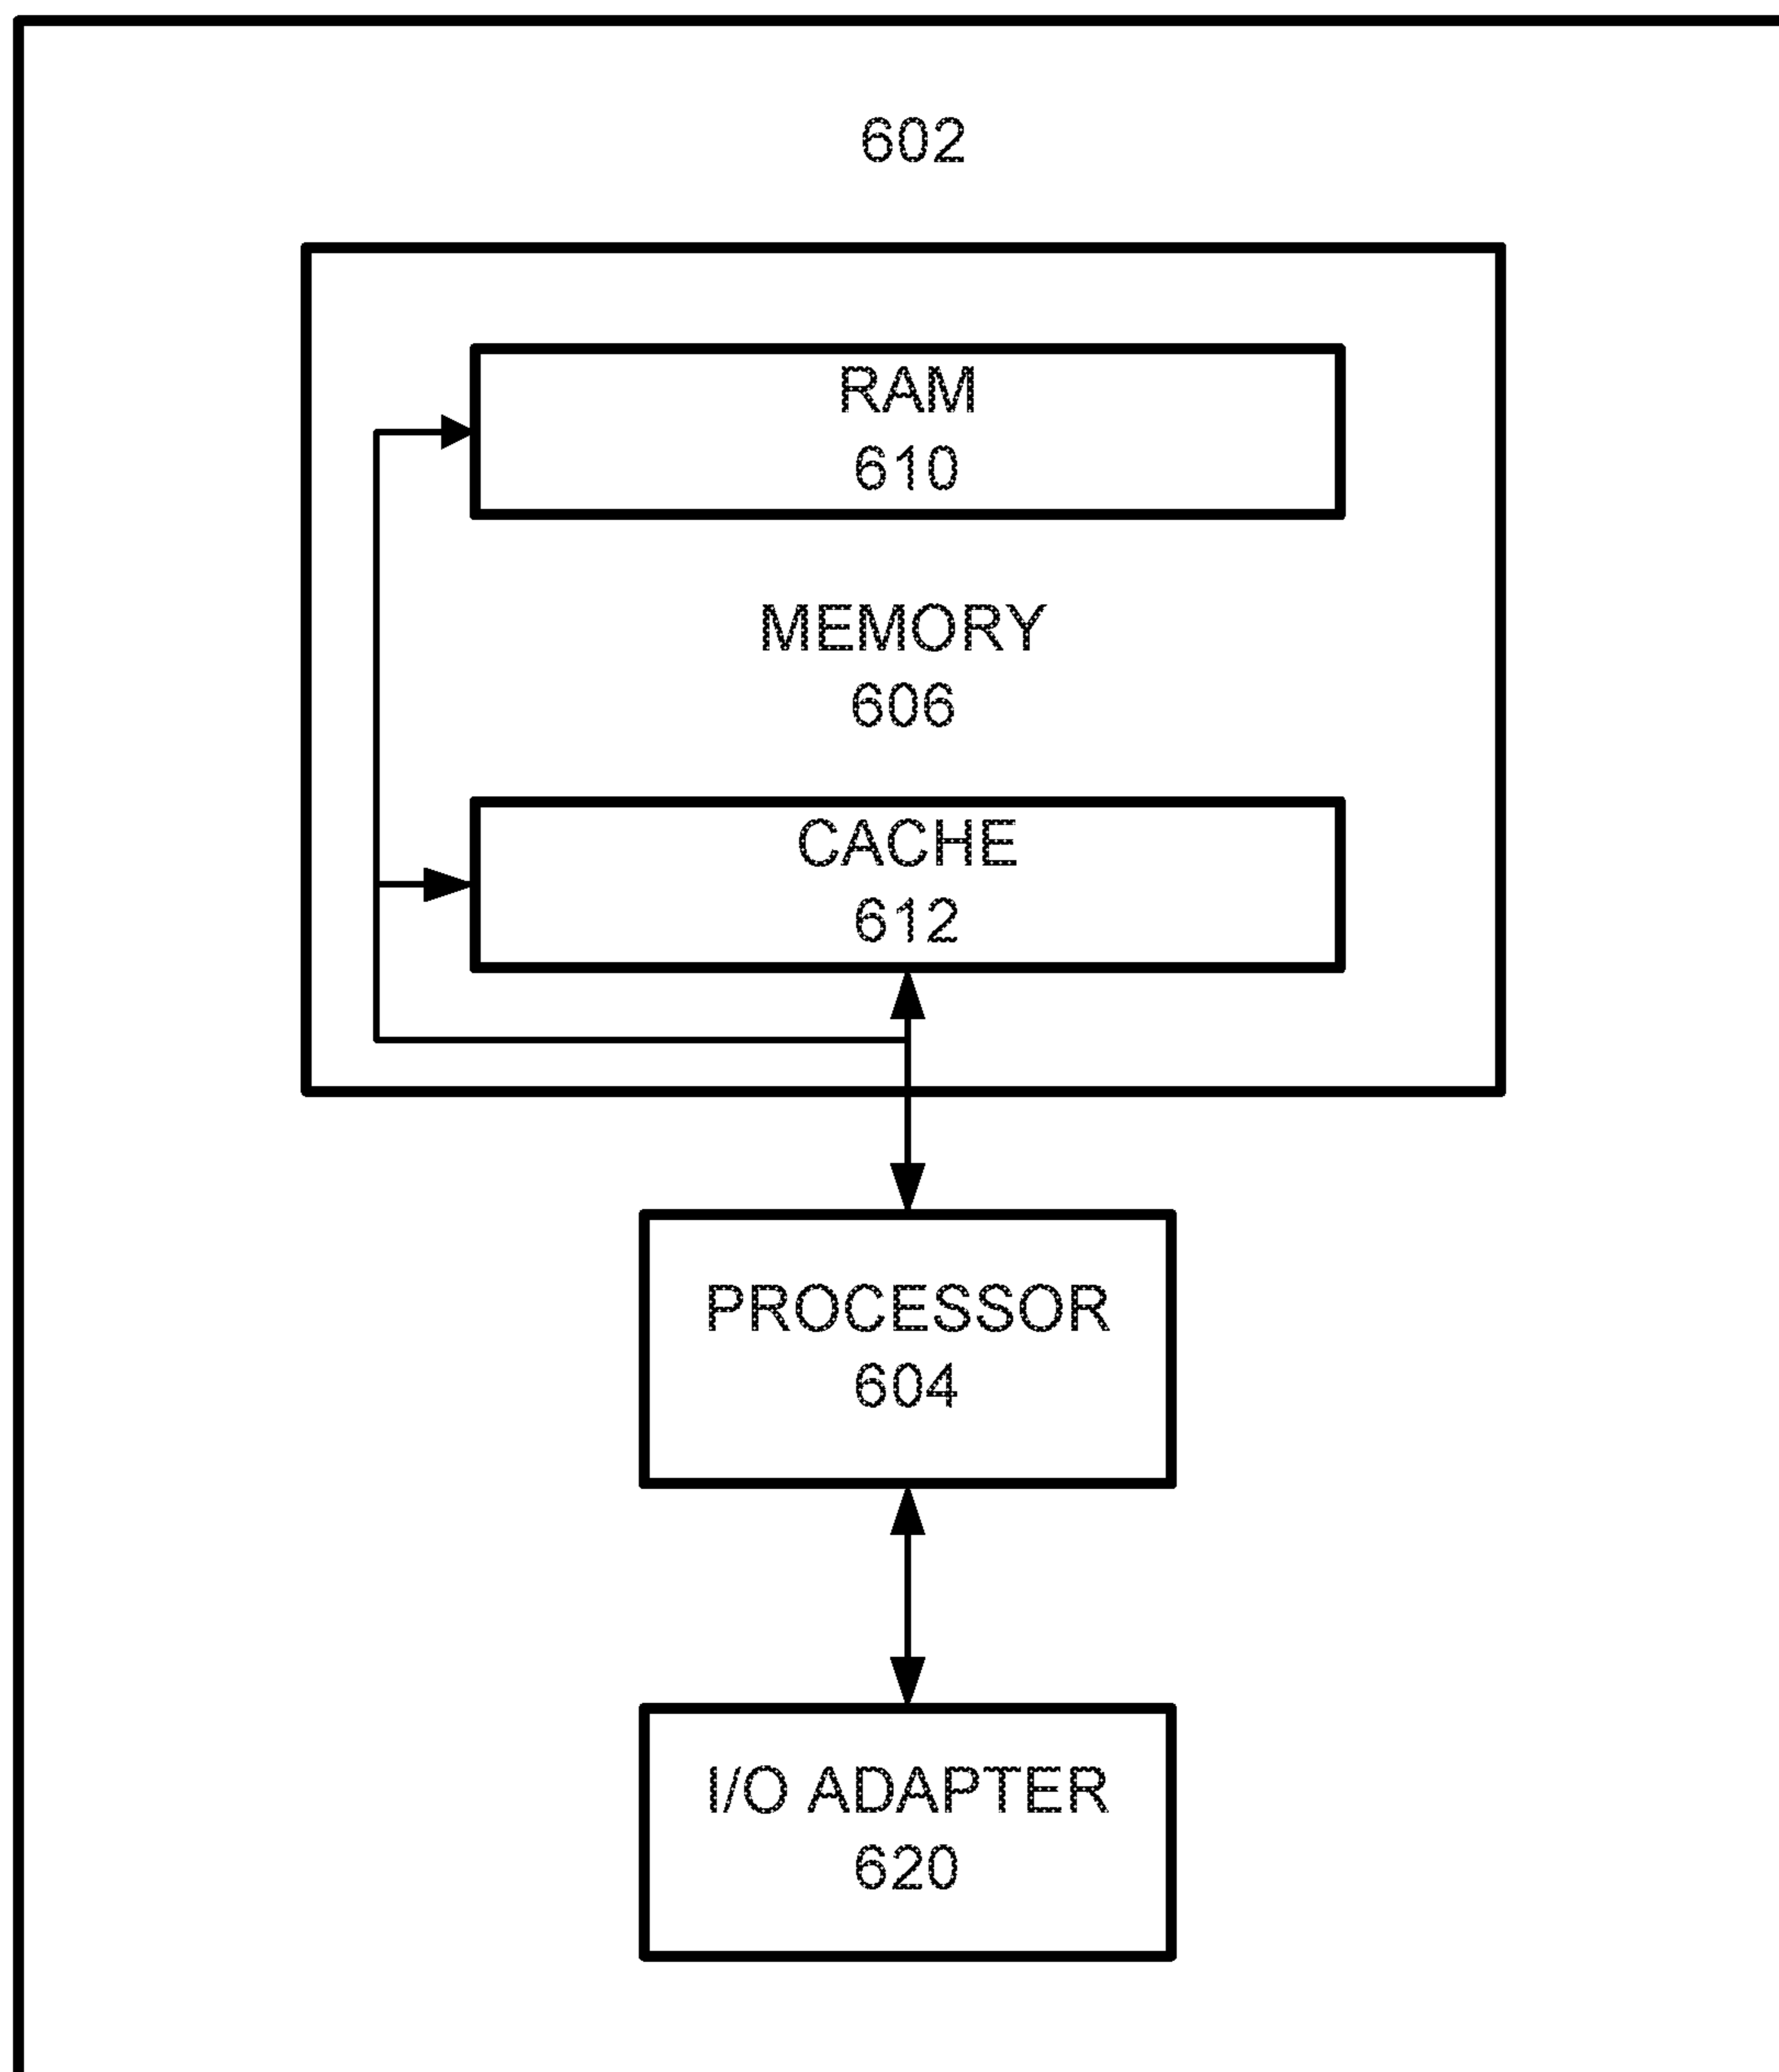 602
RAM
610
MEMORY
606
CACHE
612
PROCESSOR
604
I/O ADAPTER
620